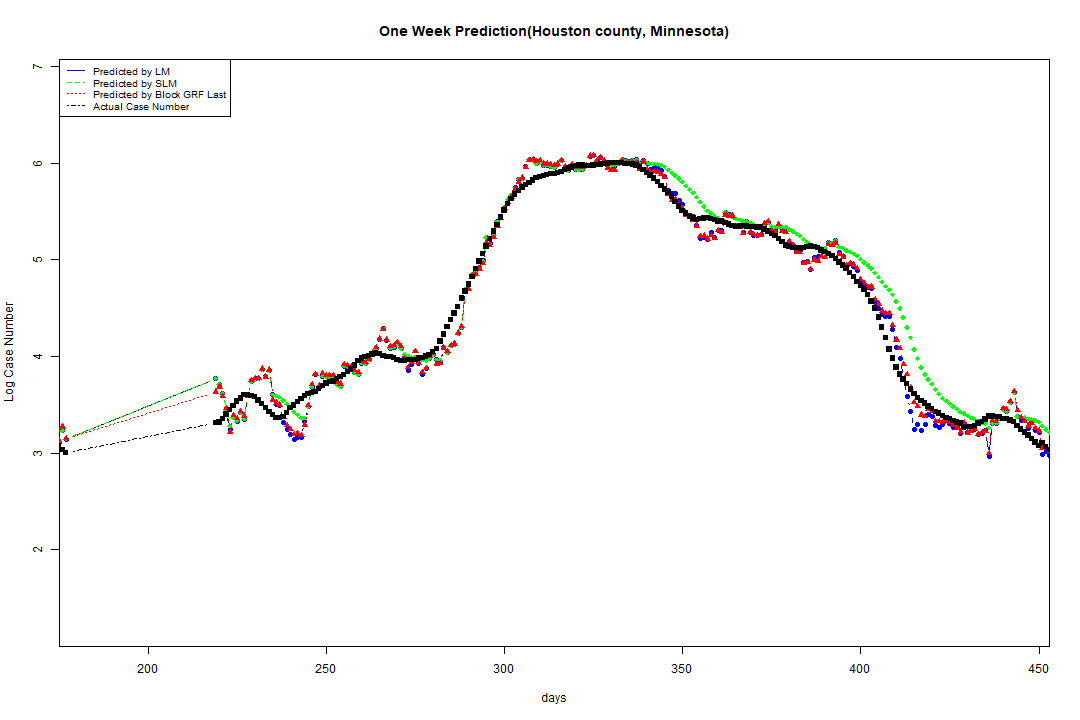 One Week Prediction(Houston county, Minnesota)
Predicted by LM
Predicted by SLM
Predicted by Block GRF Last
Actual Case Number
7
6
5
4
3
2
Log Case Number
200 250 300 350 400 450
days